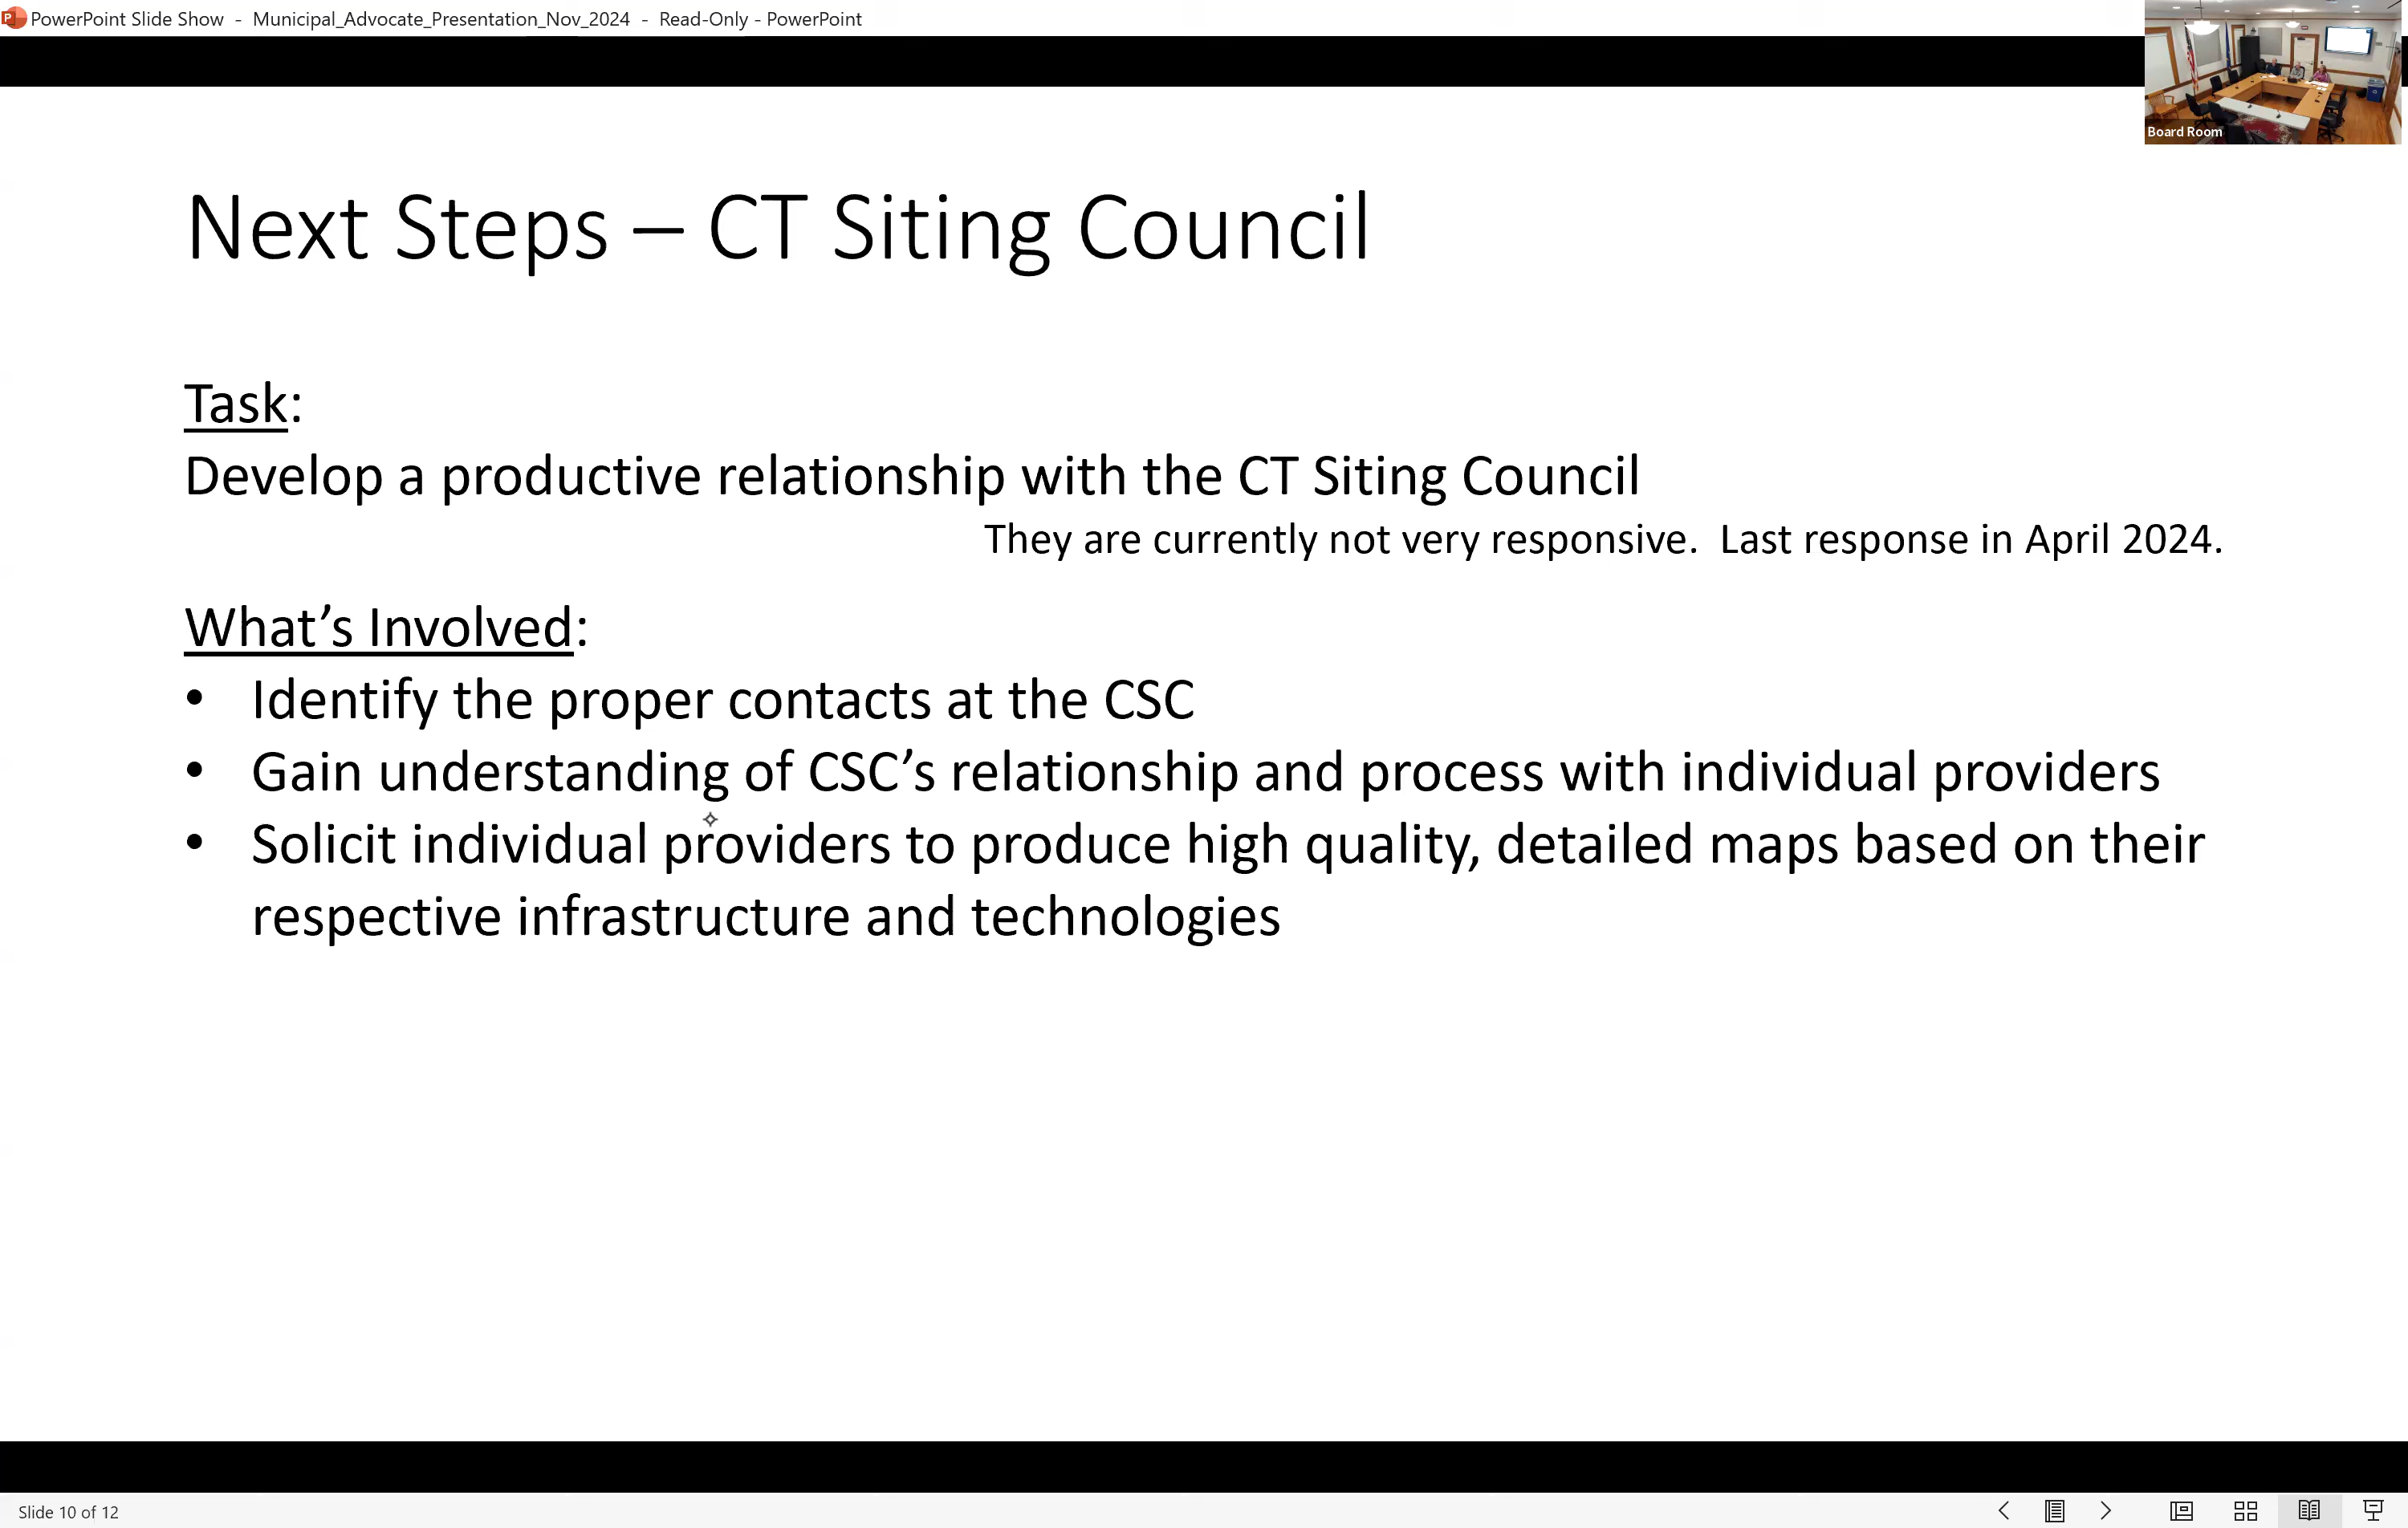 PowerPoint Slide Show - Municipal_Advocate_Presentation_Nov_2024 - Read-Only - PowerPoint
Board Room
Next Steps – CT Siting Council
Task:
Develop a productive relationship with the CT Siting Council
They are currently not very responsive. Last response in April 2024.
What’s Involved:
• Identify the proper contacts at the CSC
• Gain understanding of CSC’s relationship and process with individual providers
• Solicit individual providers to produce high quality, detailed maps based on their
respective infrastructure and technologies
Slide 10 of 12